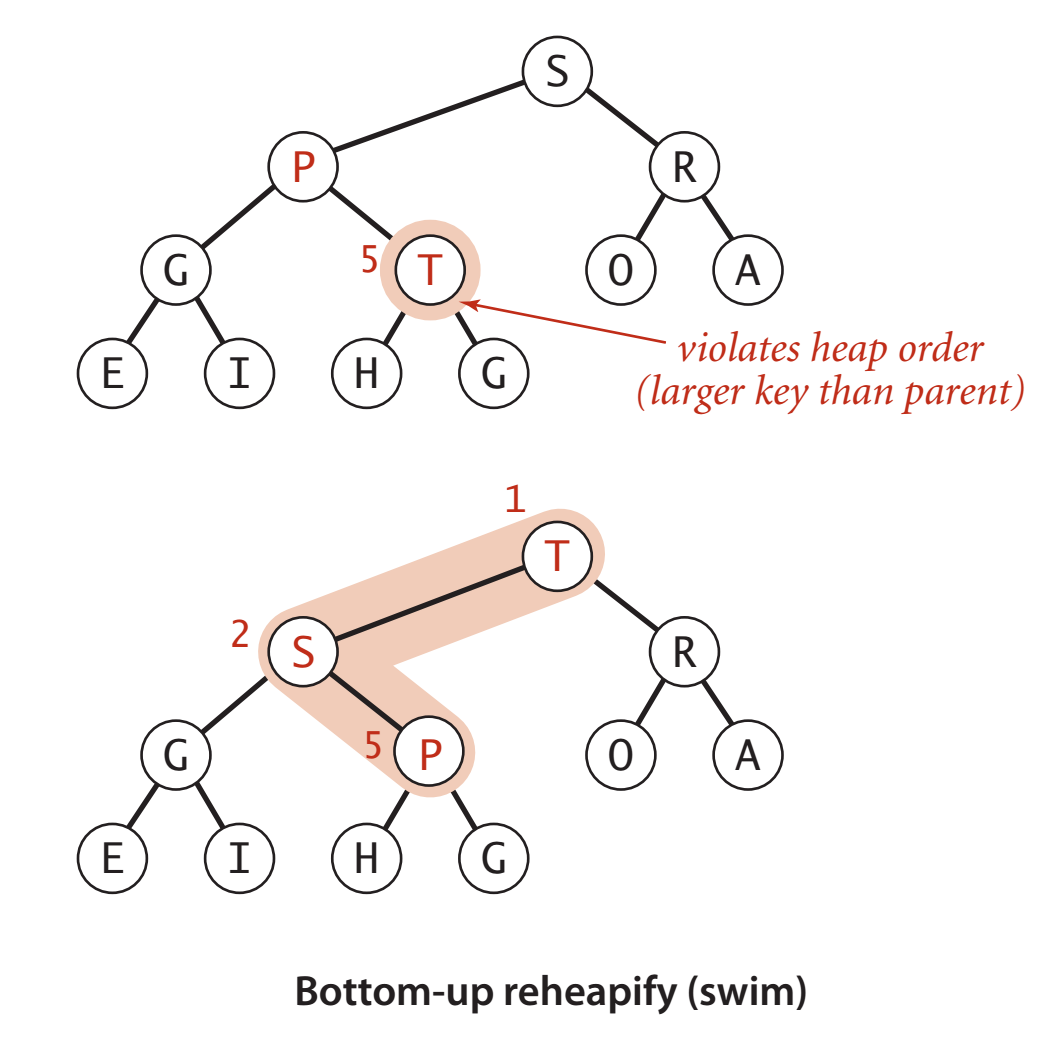 S
P R
G 5 T O A
E I H G
violates heap order
(larger key than parent)
1
T
2 S R
G 5 P O A
E I H G
Bottom-up reheapify (swim)